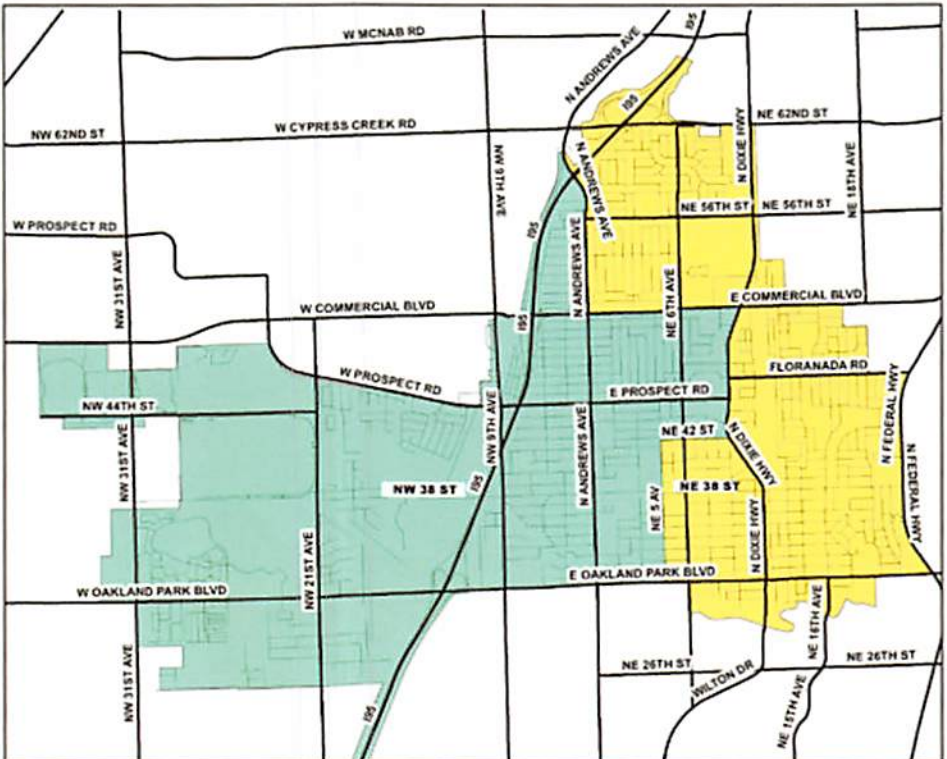 I95
W MCNAB RD
N ANDREWS AVE
I95
NW 62ND ST
W CYPRESS CREEK RD
NE 62ND ST
N DIXIE HWY
NW 9TH AVE
N ANDREWS AVE
NE 18TH AVE
W PROSPECT RD
I95
NE 56TH ST
NE 56TH ST
NW 31ST AVE
N ANDREWS AVE
NE 6TH AVE
W COMMERCIAL BLVD
I95
E COMMERCIAL BLVD
W PROSPECT RD
E PROSPECT RD
FLORANADA RD
NW 44TH ST
NW 9TH AVE
N ANDREWS AVE
NE 42 ST
N DIXIE HWY
N FEDERAL HWY
NW 31ST AVE
NW 38 ST
I95
NE 38 ST
N FEDERAL HWY
NW 21ST AVE
NE 5 AV
N DIXIE HWY
W OAKLAND PARK BLVD
E OAKLAND PARK BLVD
NW 31ST AVE
NE 16TH AVE
NE 26TH ST
NE 26TH ST
WILTON DR
I95
NE 15TH AVE